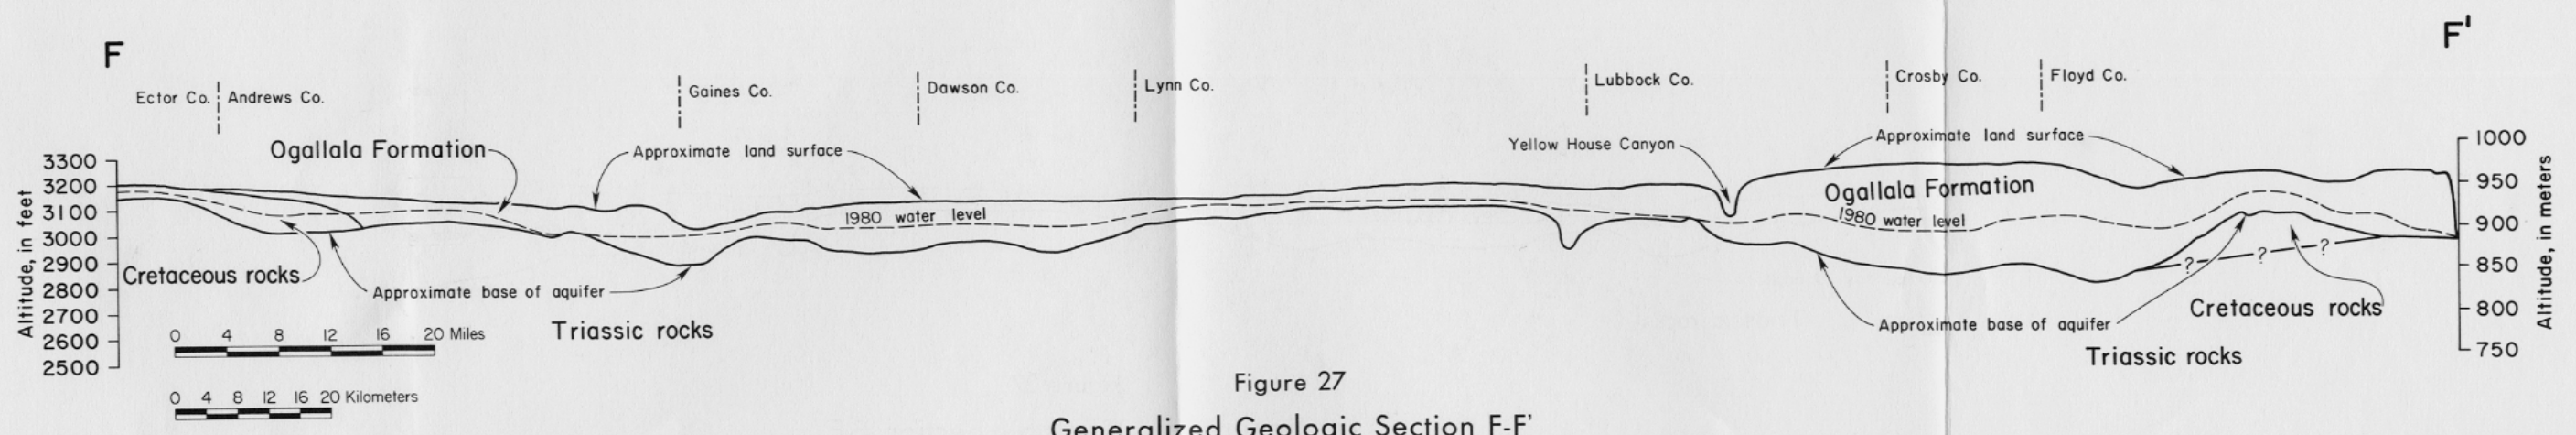 F
F'
Ector Co.
Andrews Co.
Gaines Co.
Dawson Co.
Lynn Co.
Lubbock Co.
Crosby Co.
Floyd Co.
Ogallala Formation
Approximate land surface
Yellow House Canyon
Approximate land surface
Altitude, in feet
3300
3200
3100
3000
2900
2800
2700
2600
2500
1980 water level
Ogallala Formation
1980 water level
1000
950
900
850
800
750
Altitude, in meters
Cretaceous rocks
Approximate base of aquifer
Triassic rocks
? ? ?
Cretaceous rocks
Approximate base of aquifer
Triassic rocks
0 4 8 12 16 20 Miles
0 4 8 12 16 20 Kilometers
Figure 27
Generalized Geologic Section F-F'